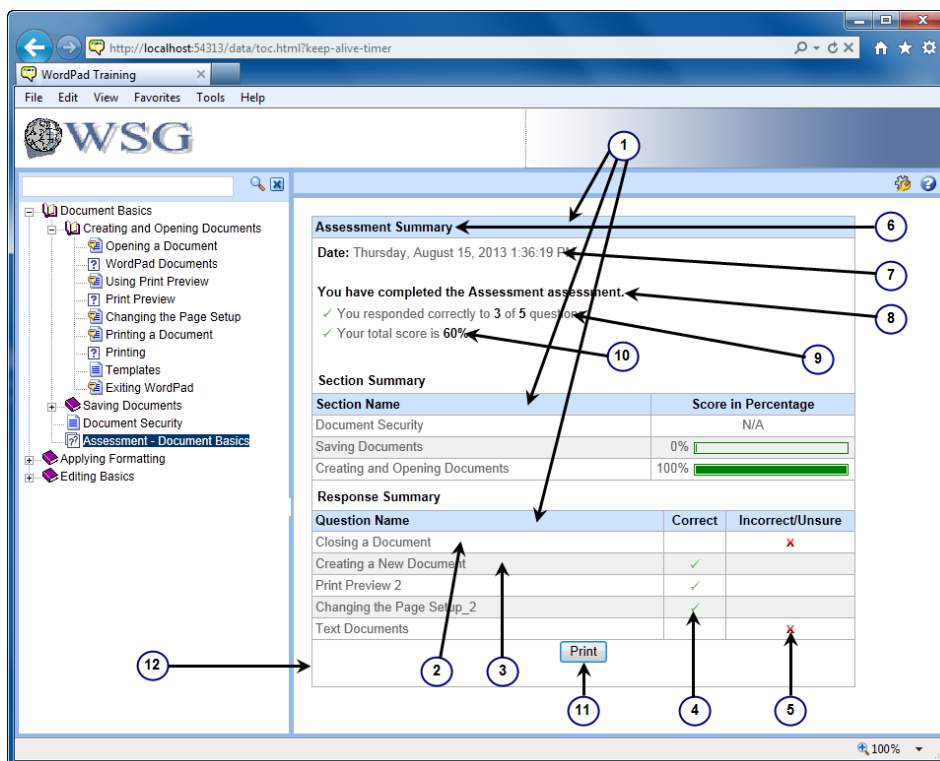 http://localhost:54313/data/toc.html?keep-alive-timer
WordPad Training
File Edit View Favorites Tools Help
WSG
1
Document Basics
Creating and Opening Documents
Opening a Document
WordPad Documents
Using Print Preview
Print Preview
Changing the Page Setup
Printing a Document
Printing
Templates
Exiting WordPad
Saving Documents
Document Security
Assessment - Document Basics
Applying Formatting
Editing Basics
Assessment Summary
6
Date: Thursday, August 15, 2013 1:36:19
7
You have completed the Assessment assessment.
8
You responded correctly to 3 of 5
9
Your total score is 60%
10
Section Summary
Section Name Score in Percentage
Document Security N/A
Saving Documents 0%
Creating and Opening Documents 100%
Response Summary
Question Name Correct Incorrect/Unsure
Closing a Document
Creating a New Document
Print Preview 2
Changing the Page Setup_2
Text Documents
Print
12
2
3
11
4
5
100%